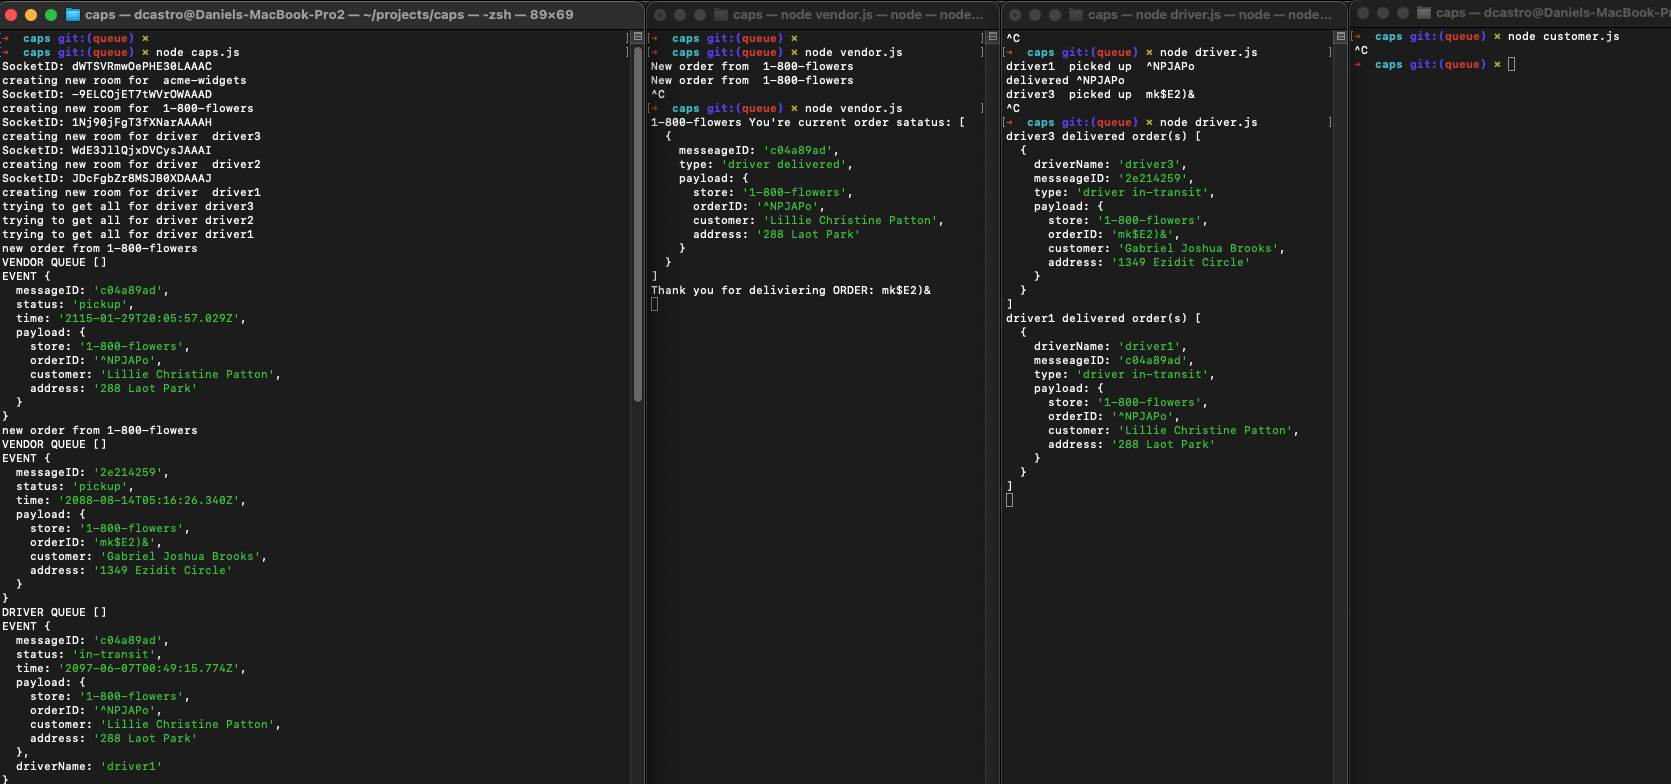 caps — dcastro@Daniels-MacBook-Pro2 — ~/projects/caps — -zsh — 89×69
[➜  caps git:(queue) ×                                                                  ]
[➜  caps git:(queue) × node caps.js                                                     ]
SocketID: dWTSVRmwOePHE30LAAAC
creating new room for  acme-widgets
SocketID: -9ELCOjET7tWVrOWAAAD
creating new room for  1-800-flowers
SocketID: 1Nj90jFgT3fXNarAAAAH
creating new room for driver  driver3
SocketID: WdE3JllQjxDVCysJAAAI
creating new room for driver  driver2
SocketID: JDcFgbZr8MSJB0XDAAAJ
creating new room for driver  driver1
trying to get all for driver driver3
trying to get all for driver driver2
trying to get all for driver driver1
new order from 1-800-flowers
VENDOR QUEUE []
EVENT {
  messageID: 'c04a89ad',
  status: 'pickup',
  time: '2115-01-29T20:05:57.029Z',
  payload: {
    store: '1-800-flowers',
    orderID: '^NPJAPo',
    customer: 'Lillie Christine Patton',
    address: '288 Laot Park'
  }
}
new order from 1-800-flowers
VENDOR QUEUE []
EVENT {
  messageID: '2e214259',
  status: 'pickup',
  time: '2088-08-14T05:16:26.340Z',
  payload: {
    store: '1-800-flowers',
    orderID: 'mk$E2)&',
    customer: 'Gabriel Joshua Brooks',
    address: '1349 Ezidit Circle'
  }
}
DRIVER QUEUE []
EVENT {
  messageID: 'c04a89ad',
  status: 'in-transit',
  time: '2097-06-07T00:49:15.774Z',
  payload: {
    store: '1-800-flowers',
    orderID: '^NPJAPo',
    customer: 'Lillie Christine Patton',
    address: '288 Laot Park'
  },
  driverName: 'driver1'
}
caps — node vendor.js — node — node...
[➜  caps git:(queue) ×                          ]
[➜  caps git:(queue) × node vendor.js           ]
New order from  1-800-flowers
New order from  1-800-flowers
^C
[➜  caps git:(queue) × node vendor.js           ]
1-800-flowers You're current order satatus: [
  {
    messeageID: 'c04a89ad',
    type: 'driver delivered',
    payload: {
      store: '1-800-flowers',
      orderID: '^NPJAPo',
      customer: 'Lillie Christine Patton',
      address: '288 Laot Park'
    }
  }
]
Thank you for deliviering ORDER: mk$E2)&
caps — node driver.js — node — node...
^C
[➜  caps git:(queue) × node driver.js          ]
driver1  picked up  ^NPJAPo
delivered ^NPJAPo
driver3  picked up  mk$E2)&
^C
[➜  caps git:(queue) × node driver.js          ]
driver3 delivered order(s) [
  {
    driverName: 'driver3',
    messeageID: '2e214259',
    type: 'driver in-transit',
    payload: {
      store: '1-800-flowers',
      orderID: 'mk$E2)&',
      customer: 'Gabriel Joshua Brooks',
      address: '1349 Ezidit Circle'
    }
  }
]
driver1 delivered order(s) [
  {
    driverName: 'driver1',
    messeageID: 'c04a89ad',
    type: 'driver in-transit',
    payload: {
      store: '1-800-flowers',
      orderID: '^NPJAPo',
      customer: 'Lillie Christine Patton',
      address: '288 Laot Park'
    }
  }
]
caps — dcastro@Daniels-MacBook-P
[➜  caps git:(queue) × node customer.js
^C
➜  caps git:(queue) ×